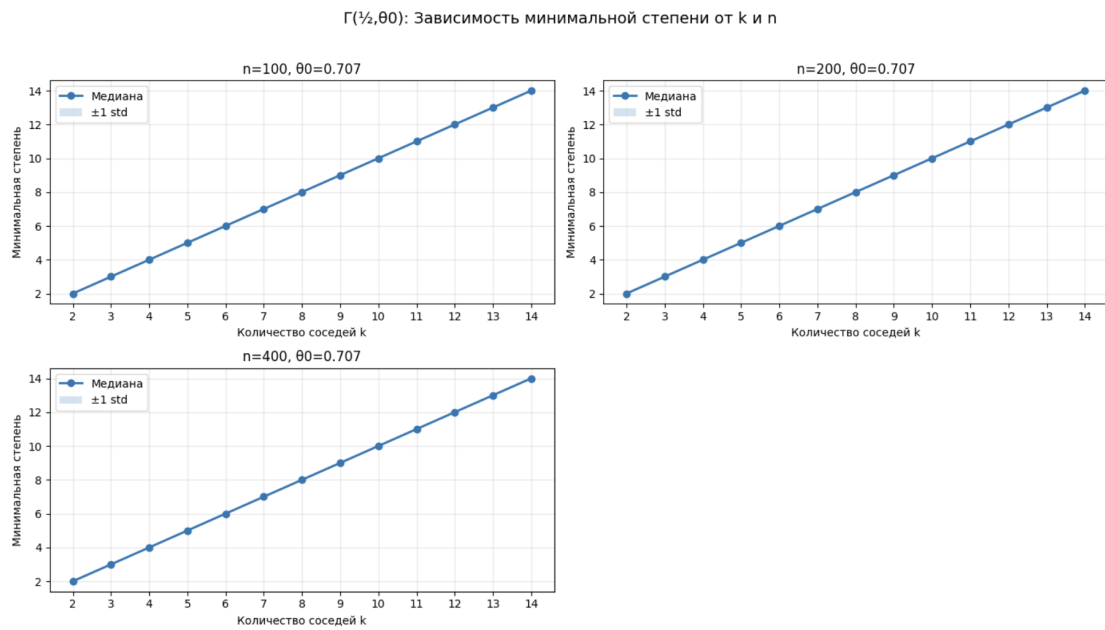 Γ(½,θ0): Зависимость минимальной степени от k и n
n=100, θ0=0.707
Минимальная степень
14
12
10
8
6
4
2
Медиана
±1 std
2 3 4 5 6 7 8 9 10 11 12 13 14
Количество соседей k
n=200, θ0=0.707
Минимальная степень
14
12
10
8
6
4
2
Медиана
±1 std
2 3 4 5 6 7 8 9 10 11 12 13 14
Количество соседей k
n=400, θ0=0.707
Минимальная степень
14
12
10
8
6
4
2
Медиана
±1 std
2 3 4 5 6 7 8 9 10 11 12 13 14
Количество соседей k